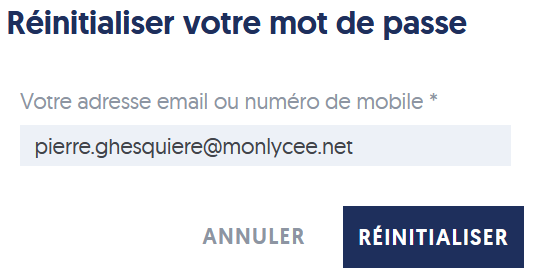 Réinitialiser votre mot de passe
Votre adresse email ou numéro de mobile *
pierre.ghesquiere@monlycee.net
ANNULER RÉINITIALISER